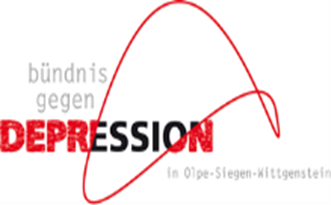 bündnis
gegen
DEPRESSION
in Olpe-Siegen-Wittgenstein